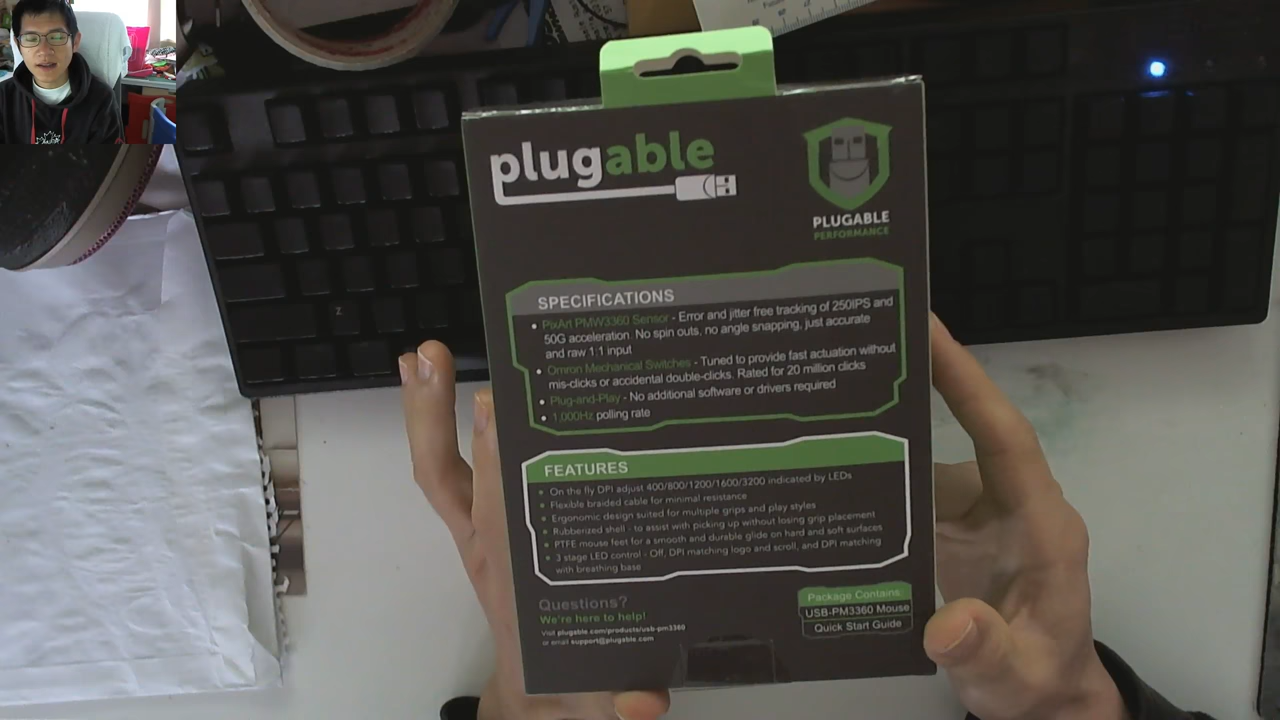 plugable
PLUGABLE
PERFORMANCE
SPECIFICATIONS
• PixArt PMW3360 Sensor - Error and jitter free tracking of 250IPS and
50G acceleration. No spin outs, no angle snapping, just accurate
and raw 1:1 input
• Omron Mechanical Switches - Tuned to provide fast actuation without
mis-clicks or accidental double-clicks. Rated for 20 million clicks
• Plug-and-Play - No additional software or drivers required
• 1,000Hz polling rate
FEATURES
• On the fly DPI adjust 400/800/1200/1600/3200 indicated by LEDs
• Flexible braided cable for minimal resistance
• Ergonomic design suited for multiple grips and play styles
• Rubberized shell - to assist with picking up without losing grip placement
• PTFE mouse feet for a smooth and durable glide on hard and soft surfaces
• 3 stage LED control - Off, DPI matching logo and scroll, and DPI matching
with breathing base
Questions?
We're here to help!
Visit plugable.com/products/usb-pm3360
or email support@plugable.com
Package Contains:
USB-PM3360 Mouse
Quick Start Guide
Z